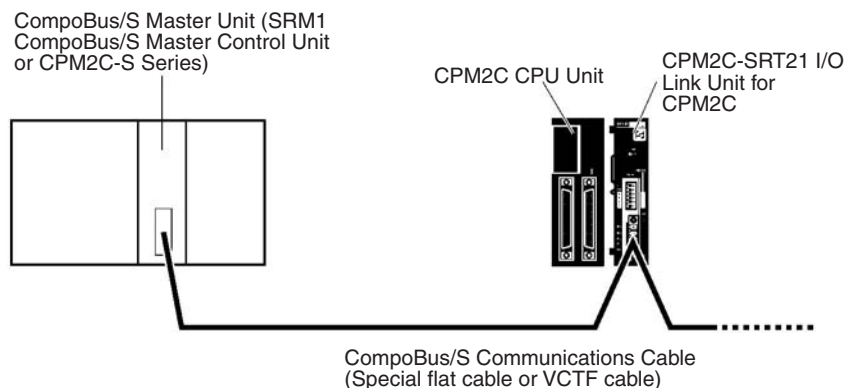 CompoBus/S Master Unit (SRM1
CompoBus/S Master Control Unit
or CPM2C-S Series)
CPM2C CPU Unit
CPM2C-SRT21 I/O
Link Unit for
CPM2C
CompoBus/S Communications Cable
(Special flat cable or VCTF cable)